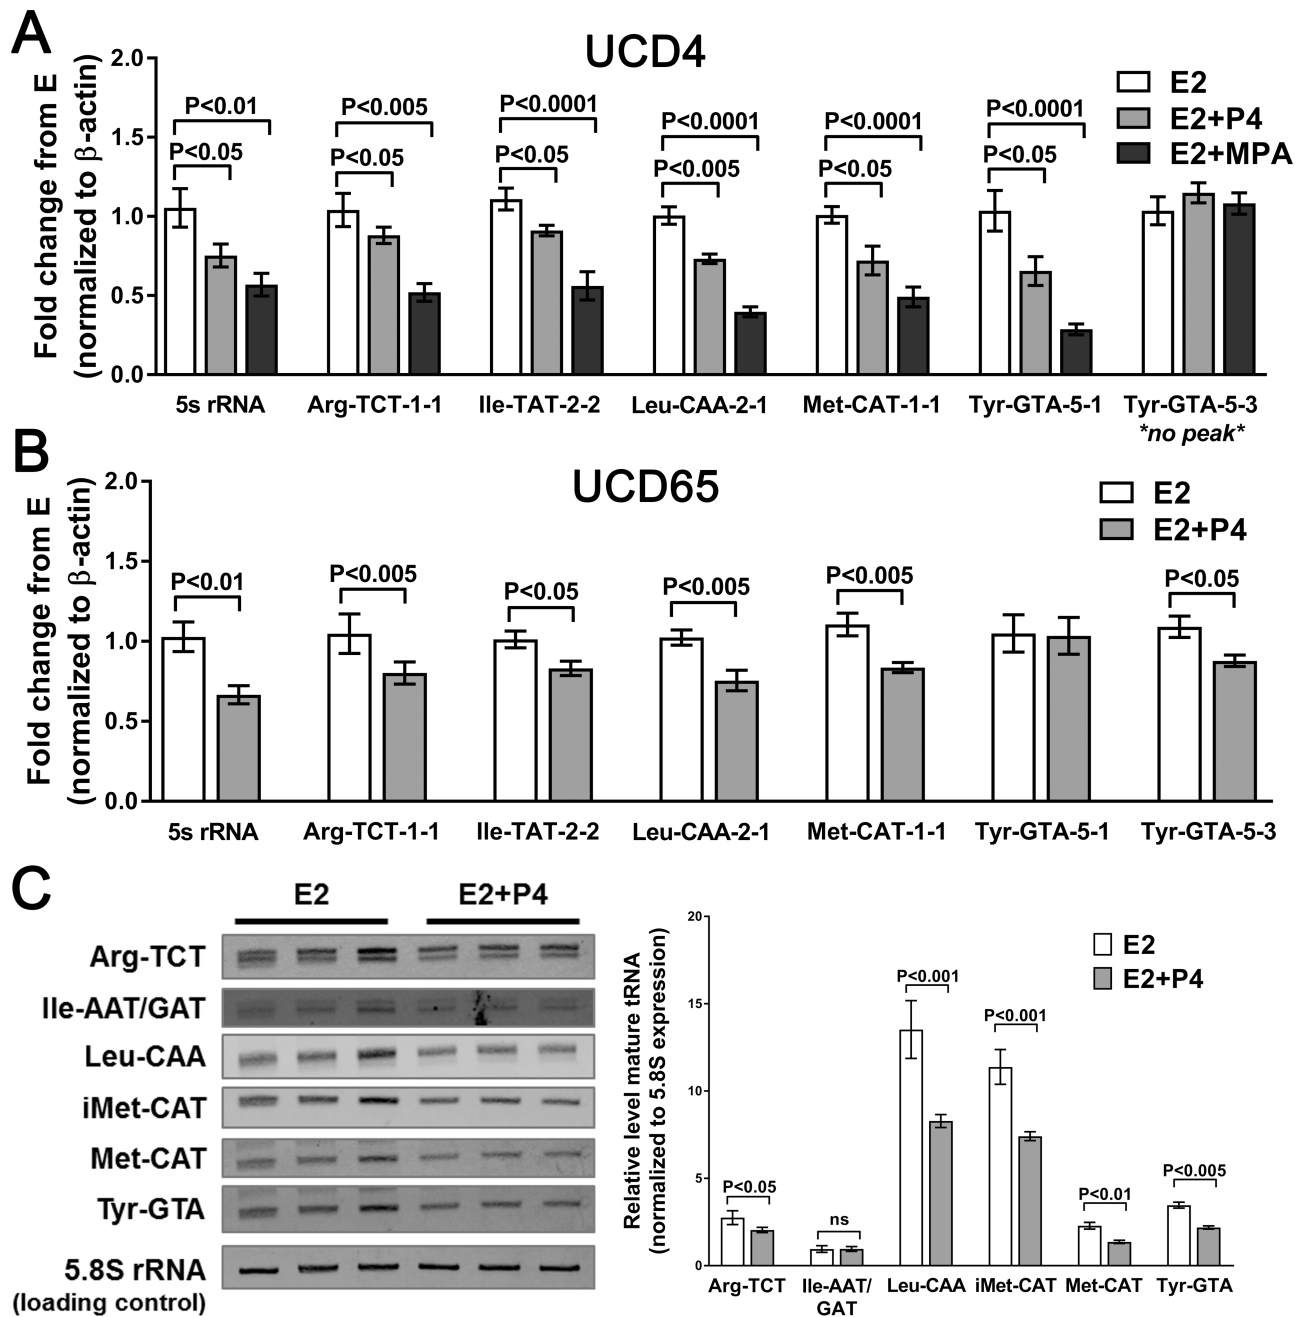 A
UCD4
Fold change from E
(normalized to β-actin)
2.0
1.5
1.0
0.5
0.0
E2
E2+P4
E2+MPA
P<0.01
P<0.05
P<0.005
P<0.05
P<0.0001
P<0.05
P<0.0001
P<0.005
P<0.0001
P<0.05
P<0.0001
P<0.05
5s rRNA
Arg-TCT-1-1
Ile-TAT-2-2
Leu-CAA-2-1
Met-CAT-1-1
Tyr-GTA-5-1
Tyr-GTA-5-3
*no peak*
B
UCD65
Fold change from E
(normalized to β-actin)
2.0
1.5
1.0
0.5
0.0
E2
E2+P4
P<0.01
P<0.005
P<0.05
P<0.005
P<0.005
P<0.05
5s rRNA
Arg-TCT-1-1
Ile-TAT-2-2
Leu-CAA-2-1
Met-CAT-1-1
Tyr-GTA-5-1
Tyr-GTA-5-3
C
E2
E2+P4
Arg-TCT
Ile-AAT/GAT
Leu-CAA
iMet-CAT
Met-CAT
Tyr-GTA
5.8S rRNA
(loading control)
Relative level mature tRNA
(normalized to 5.8S expression)
20
15
10
5
0
E2
E2+P4
P<0.05
ns
P<0.001
P<0.001
P<0.01
P<0.005
Arg-TCT
Ile-AAT/
GAT
Leu-CAA
iMet-CAT
Met-CAT
Tyr-GTA